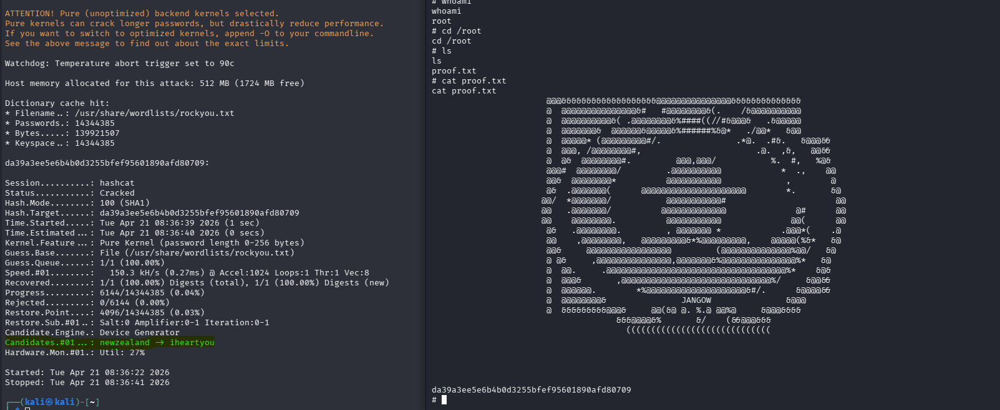 ATTENTION! Pure (unoptimized) backend kernels selected.
Pure kernels can crack longer passwords, but drastically reduce performance.
If you want to switch to optimized kernels, append -O to your commandline.
See the above message to find out about the exact limits.
Watchdog: Temperature abort trigger set to 90c
Host memory allocated for this attack: 512 MB (1724 MB free)
Dictionary cache hit:
* Filename..: /usr/share/wordlists/rockyou.txt
* Passwords.: 14344385
* Bytes.....: 139921507
* Keyspace..: 14344385
da39a3ee5e6b4b0d3255bfef95601890afd80709:
Session..........: hashcat
Status...........: Cracked
Hash.Mode........: 100 (SHA1)
Hash.Target......: da39a3ee5e6b4b0d3255bfef95601890afd80709
Time.Started.....: Tue Apr 21 08:36:39 2026 (1 sec)
Time.Estimated...: Tue Apr 21 08:36:40 2026 (0 secs)
Kernel.Feature...: Pure Kernel (password length 0-256 bytes)
Guess.Base.......: File (/usr/share/wordlists/rockyou.txt)
Guess.Queue......: 1/1 (100.00%)
Speed.#01........:   150.3 kH/s (0.27ms) @ Accel:1024 Loops:1 Thr:1 Vec:8
Recovered........: 1/1 (100.00%) Digests (total), 1/1 (100.00%) Digests (new)
Progress.........: 6144/14344385 (0.04%)
Rejected.........: 0/6144 (0.00%)
Restore.Point....: 4096/14344385 (0.03%)
Restore.Sub.#01..: Salt:0 Amplifier:0-1 Iteration:0-1
Candidate.Engine.: Device Generator
Candidates.#01...: newzealand -> iheartyou
Hardware.Mon.#01.: Util: 27%
Started: Tue Apr 21 08:36:22 2026
Stopped: Tue Apr 21 08:36:41 2026
(kali㉿kali)-[~]
$
# whoami
whoami
root
# cd /root
cd /root
# ls
ls
proof.txt
# cat proof.txt
cat proof.txt
JANGOW
da39a3ee5e6b4b0d3255bfef95601890afd80709
#